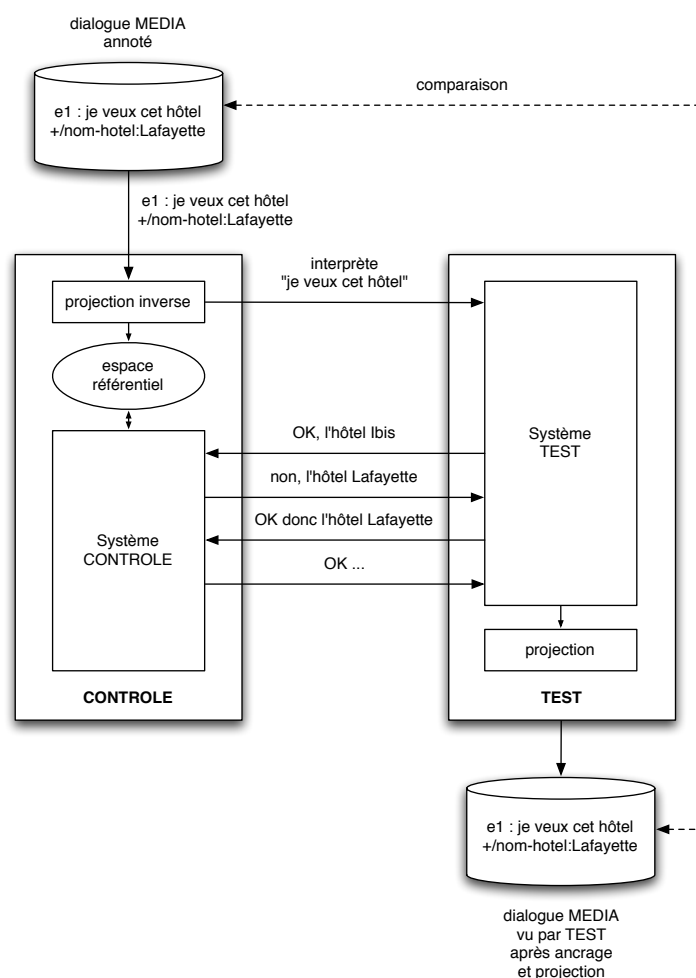 dialogue MEDIA
annoté
comparaison
e1 : je veux cet hôtel
+/nom-hotel:Lafayette
e1 : je veux cet hôtel
+/nom-hotel:Lafayette
interprète
"je veux cet hôtel"
projection inverse
espace
référentiel
OK, l'hôtel Ibis
Système
TEST
non, l'hôtel Lafayette
OK donc l'hôtel Lafayette
Système
CONTROLE
OK ...
projection
CONTROLE
TEST
e1 : je veux cet hôtel
+/nom-hotel:Lafayette
dialogue MEDIA
vu par TEST
après ancrage
et projection